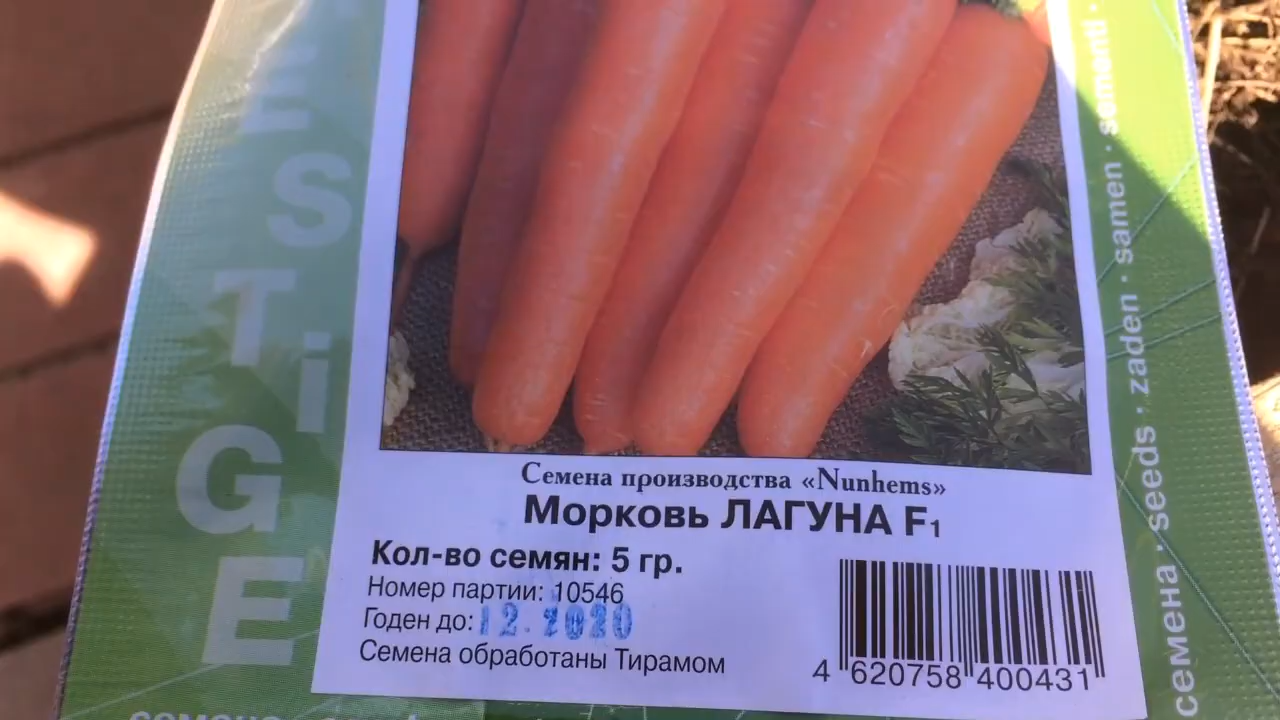 ESTiGE
Семена производства «Nunhems»
Морковь ЛАГУНА F1
Кол-во семян: 5 гр.
Номер партии: 10546
Годен до: 12.2020
Семена обработаны Тирамом
4 620758 400431
семена · seeds · zaden · samen · sementi ·